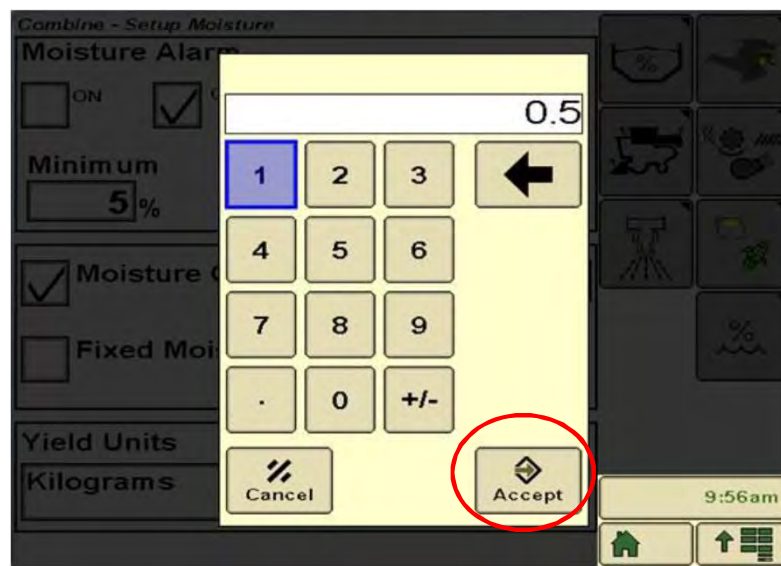 Combine - Setup Moisture
Moisture Alarm
ON
Minimum
5 %
Moisture
Fixed Moi
Yield Units
Kilograms
0.5
1 2 3
4 5 6
7 8 9
. 0 +/-
Cancel
Accept
%
%
9:56am